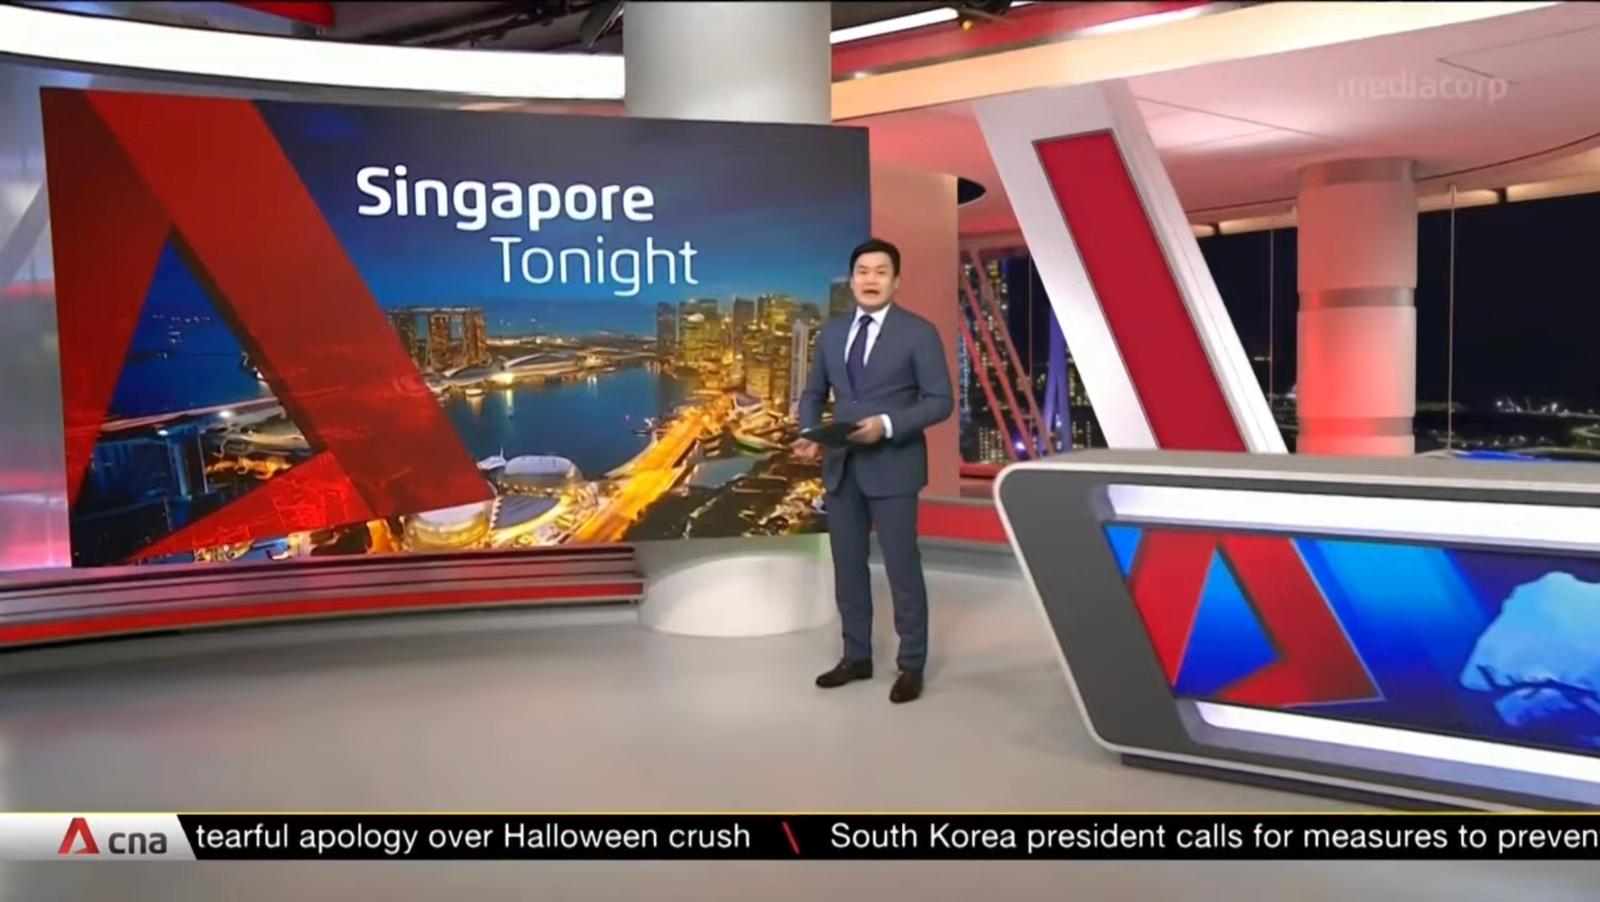 mediacorp
Singapore
Tonight
cna
tearful apology over Halloween crush \ South Korea president calls for measures to preven